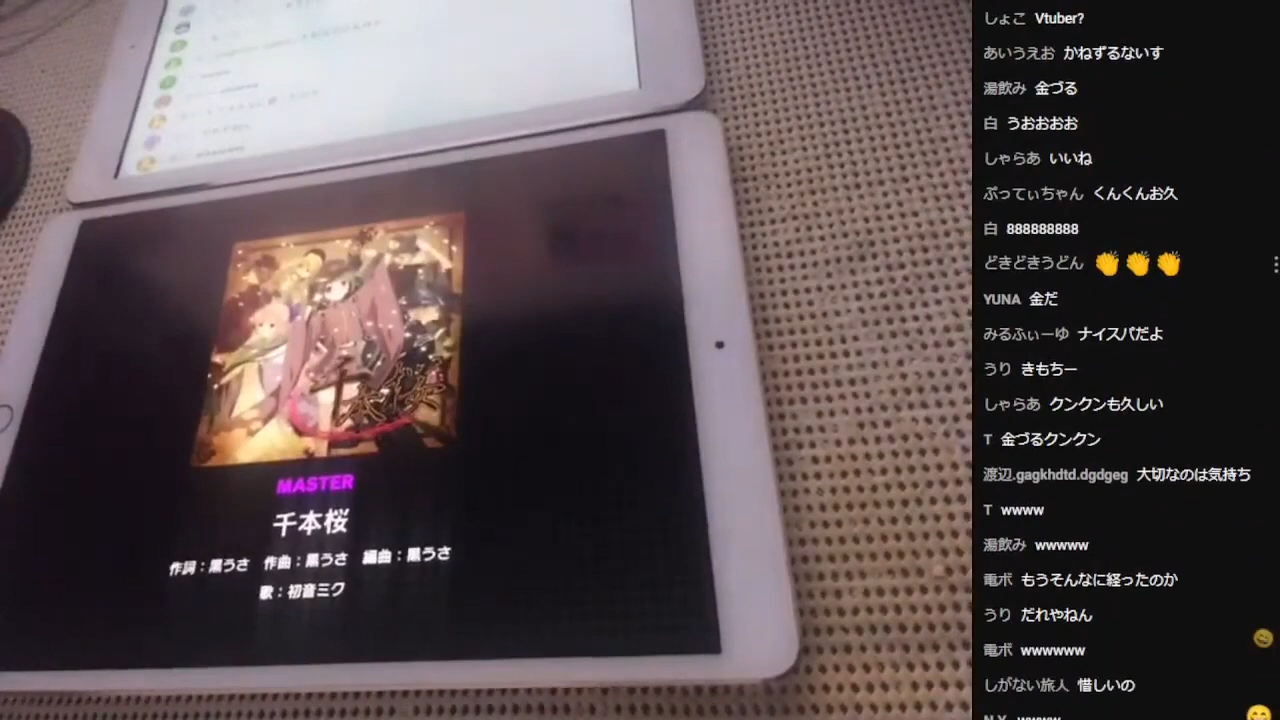 千本桜
MASTER
千本桜
作詞：黒うさ 作曲：黒うさ 編曲：黒うさ
歌：初音ミク
しょこ Vtuber?
あいうえお かねずるないす
湯飲み 金づる
白 うおおおお
しゃらあ いいね
ぷってぃちゃん くんくんお久
白 888888888
どきどきうどん 👏👏👏
YUNA 金だ
みるふぃーゆ ナイスパだよ
うり きもちー
しゃらあ クンクンも久しい
T 金づるクンクン
渡辺.gagkhdtd.dgdgeg 大切なのは気持ち
T wwww
湯飲み wwwww
電ボ もうそんなに経ったのか
うり だれやねん
電ボ wwwwww
しがない旅人 惜しいの